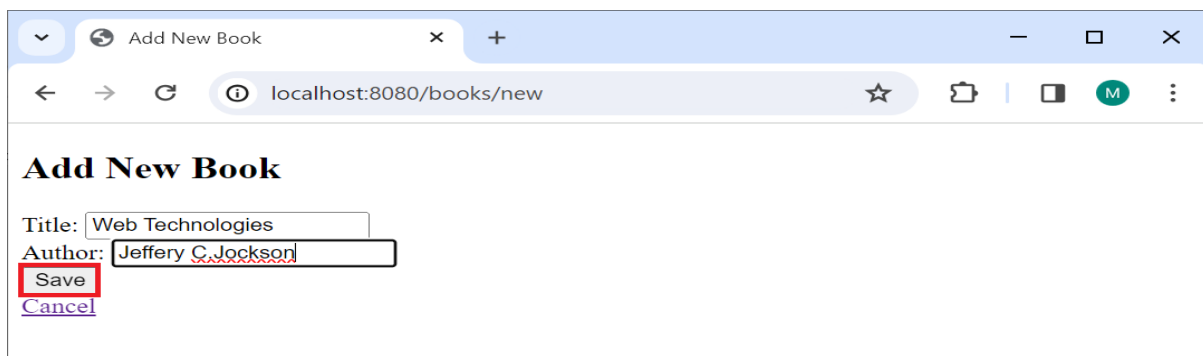 Add New Book
localhost:8080/books/new
M
Add New Book
Title: Web Technologies
Author: Jeffery C.Jockson
Save
Cancel